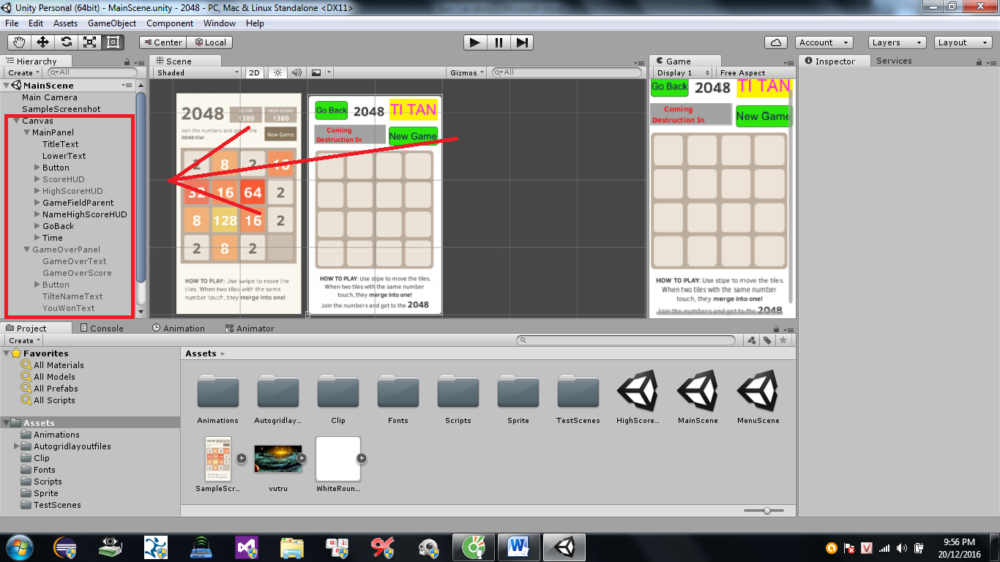 Unity Personal (64bit) - MainScene.unity - 2048 - PC, Mac & Linux Standalone <DX11>
File Edit Assets GameObject Component Window Help
Center Local Account Layers Layout
Hierarchy
Create All
MainScene
Main Camera
SampleScreenshot
Canvas
MainPanel
TitleText
LowerText
Button
ScoreHUD
HighScoreHUD
GameFieldParent
NameHighScoreHUD
GoBack
Time
GameOverPanel
GameOverText
GameOverScore
Button
TilteNameText
YouWonText
Scene
Shaded 2D Gizmos All
2048 SCORE HIGH SCORE
1380 1380
Join the numbers and get to the
2048 tile!
New Game
2 8 2 16
32 16 64 2
8 128 16 2
2 8 2
HOW TO PLAY: Use swipe to move the
tiles. When two tiles with the same
number touch, they merge into one!
Go Back 2048 TI TAN
Coming
Destruction In
New Game
HOW TO PLAY: Use stipe to move the tiles.
When two tiles with the same number
touch, they merge into one!
Join the numbers and get to the 2048
Game
Display 1 Free Aspect
Go Back 2048 TI TAN
Coming
Destruction In
New Game
HOW TO PLAY: Use stipe to move the tiles.
When two tiles with the same number
touch, they merge into one!
Join the numbers and get to the 2048
Inspector Services
Project Console Animation Animator
Create
Favorites
All Materials
All Models
All Prefabs
All Scripts
Assets
Animations
Autogridlayoutfiles
Clip
Fonts
Scripts
Sprite
TestScenes
Assets
Animations Autogridlay... Clip Fonts Scripts Sprite TestScenes HighScore... MainScene MenuScene
SampleScr... vutru WhiteRoun...
V
9:56 PM
20/12/2016